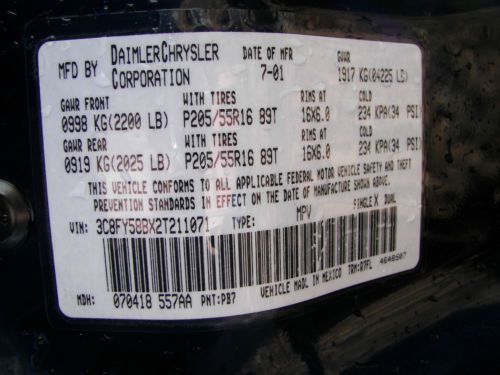 MFD BY DAIMLERCHRYSLER CORPORATION DATE OF MFR 7-01 GVWR 1917 KG(04225 LB)
GAWR FRONT WITH TIRES RIMS AT COLD
0998 KG(2200 LB) P205/55R16 89T 16X6.0 234 KPA(34 PSI)
GAWR REAR WITH TIRES RIMS AT COLD
0919 KG(2025 LB) P205/55R16 89T 16X6.0 234 KPA(34 PSI)
THIS VEHICLE CONFORMS TO ALL APPLICABLE FEDERAL MOTOR VEHICLE SAFETY AND THEFT
PREVENTION STANDARDS IN EFFECT ON THE DATE OF MANUFACTURE SHOWN ABOVE.
VIN: 3C8FY58BX2T211071 TYPE: MPV SINGLE X DUAL
MDH: 070418 557AA PNT:PB7 VEHICLE MADE IN MEXICO TRM:R7FL 4648507